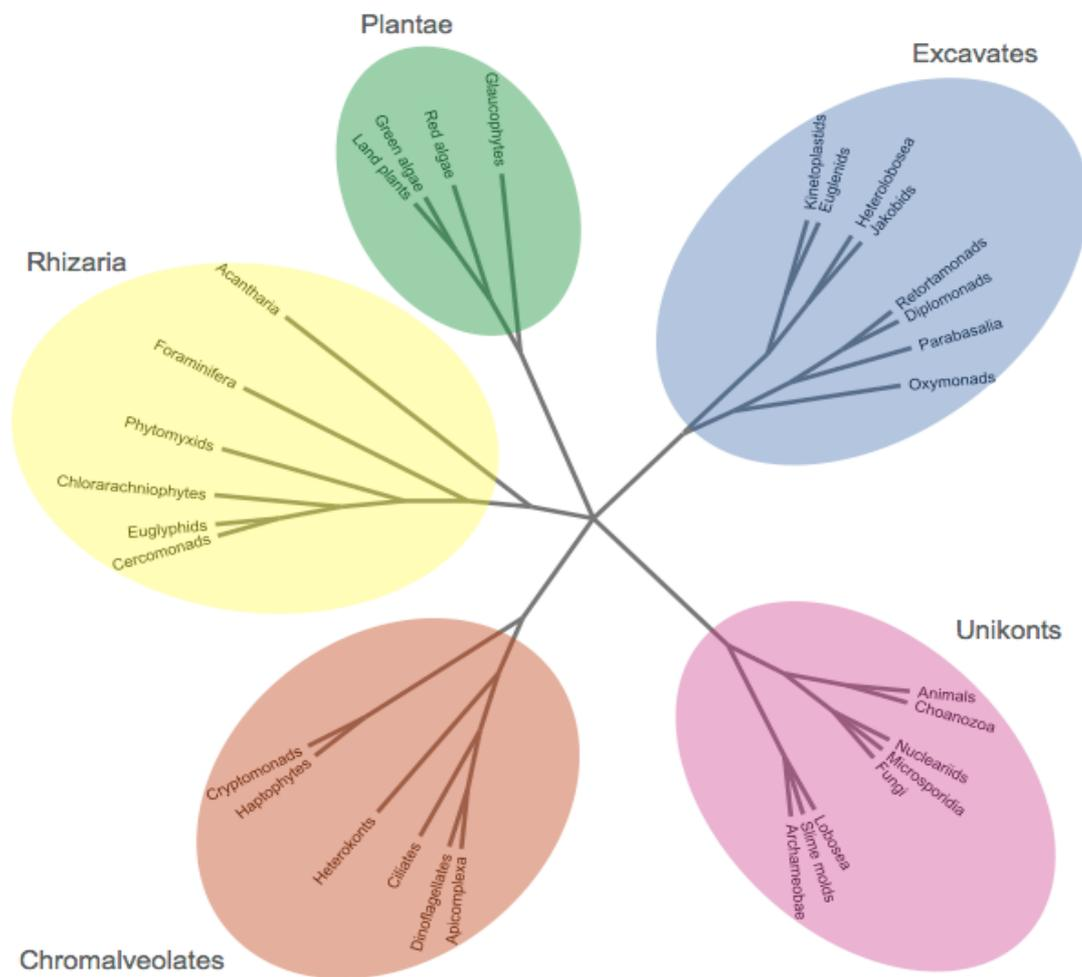 Plantae
Glaucophytes
Red algae
Green algae
Land plants
Excavates
Kinetoplastids
Euglenids
Heterolobosea
Jakobids
Retortamonads
Diplomonads
Parabasalia
Oxymonads
Rhizaria
Acantharia
Foraminifera
Phytomyxids
Chlorarachniophytes
Euglyphids
Cercomonads
Unikonts
Animals
Choanozoa
Nucleariids
Microsporidia
Fungi
Lobosea
Slime molds
Archameobae
Cryptomonads
Haptophytes
Heterokonts
Ciliates
Dinoflagellates
Apicomplexa
Chromalveolates